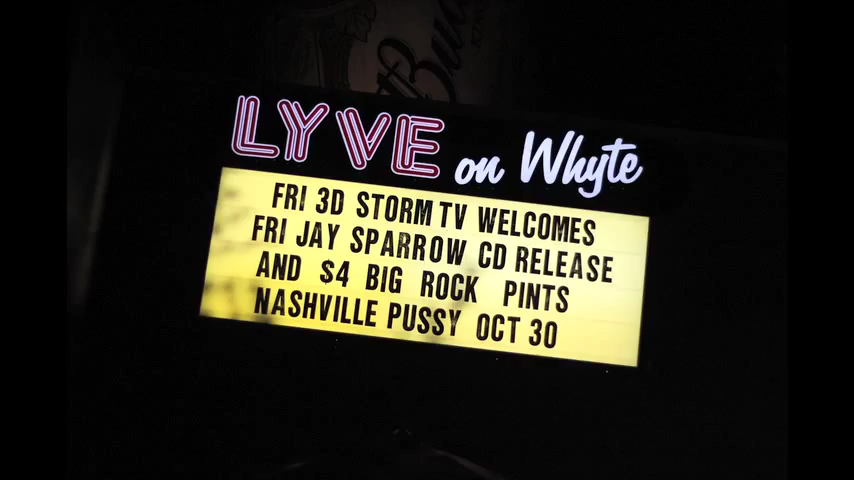 LYVE on Whyte
FRI 3D STORM TV WELCOMES
FRI JAY SPARROW CD RELEASE
AND $4 BIG ROCK PINTS
NASHVILLE PUSSY OCT 30